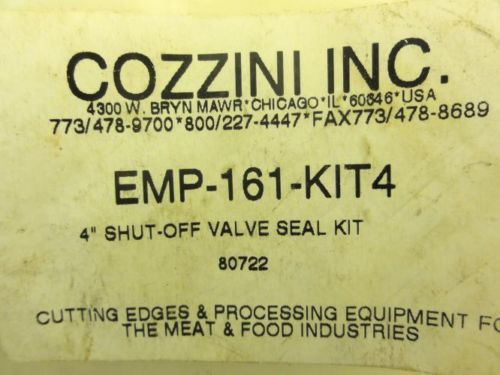 COZZINI INC.
4300 W. BRYN MAWR*CHICAGO*IL*60646*USA
773/478-9700*800/227-4447*FAX773/478-8689
EMP-161-KIT4
4" SHUT-OFF VALVE SEAL KIT
80722
CUTTING EDGES & PROCESSING EQUIPMENT FO
THE MEAT & FOOD INDUSTRIES